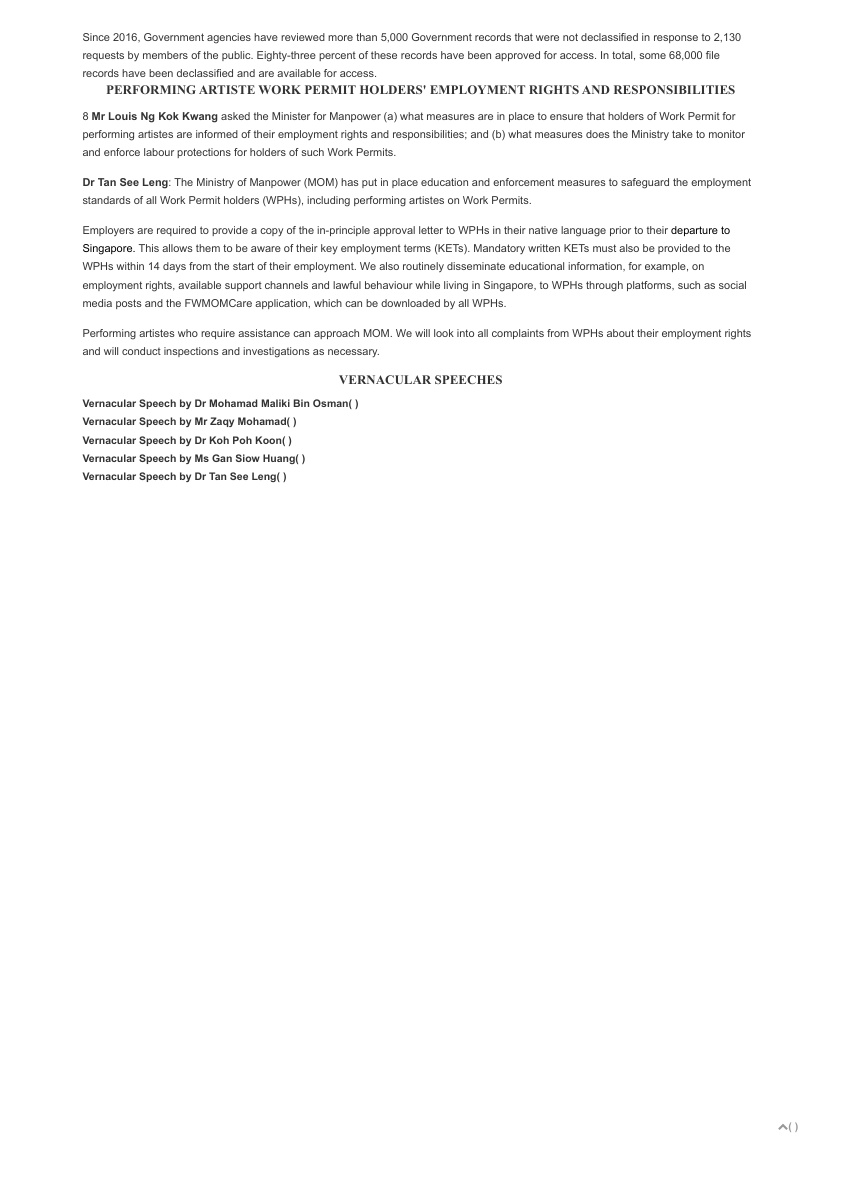 Since 2016, Government agencies have reviewed more than 5,000 Government records that were not declassified in response to 2,130
requests by members of the public. Eighty-three percent of these records have been approved for access. In total, some 68,000 file
records have been declassified and are available for access.
PERFORMING ARTISTE WORK PERMIT HOLDERS' EMPLOYMENT RIGHTS AND RESPONSIBILITIES
8 Mr Louis Ng Kok Kwang asked the Minister for Manpower (a) what measures are in place to ensure that holders of Work Permit for
performing artistes are informed of their employment rights and responsibilities; and (b) what measures does the Ministry take to monitor
and enforce labour protections for holders of such Work Permits.
Dr Tan See Leng: The Ministry of Manpower (MOM) has put in place education and enforcement measures to safeguard the employment
standards of all Work Permit holders (WPHs), including performing artistes on Work Permits.
Employers are required to provide a copy of the in-principle approval letter to WPHs in their native language prior to their departure to
Singapore. This allows them to be aware of their key employment terms (KETs). Mandatory written KETs must also be provided to the
WPHs within 14 days from the start of their employment. We also routinely disseminate educational information, for example, on
employment rights, available support channels and lawful behaviour while living in Singapore, to WPHs through platforms, such as social
media posts and the FWMOMCare application, which can be downloaded by all WPHs.
Performing artistes who require assistance can approach MOM. We will look into all complaints from WPHs about their employment rights
and will conduct inspections and investigations as necessary.
VERNACULAR SPEECHES
Vernacular Speech by Dr Mohamad Maliki Bin Osman( )
Vernacular Speech by Mr Zaqy Mohamad( )
Vernacular Speech by Dr Koh Poh Koon( )
Vernacular Speech by Ms Gan Siow Huang( )
Vernacular Speech by Dr Tan See Leng( )
( )